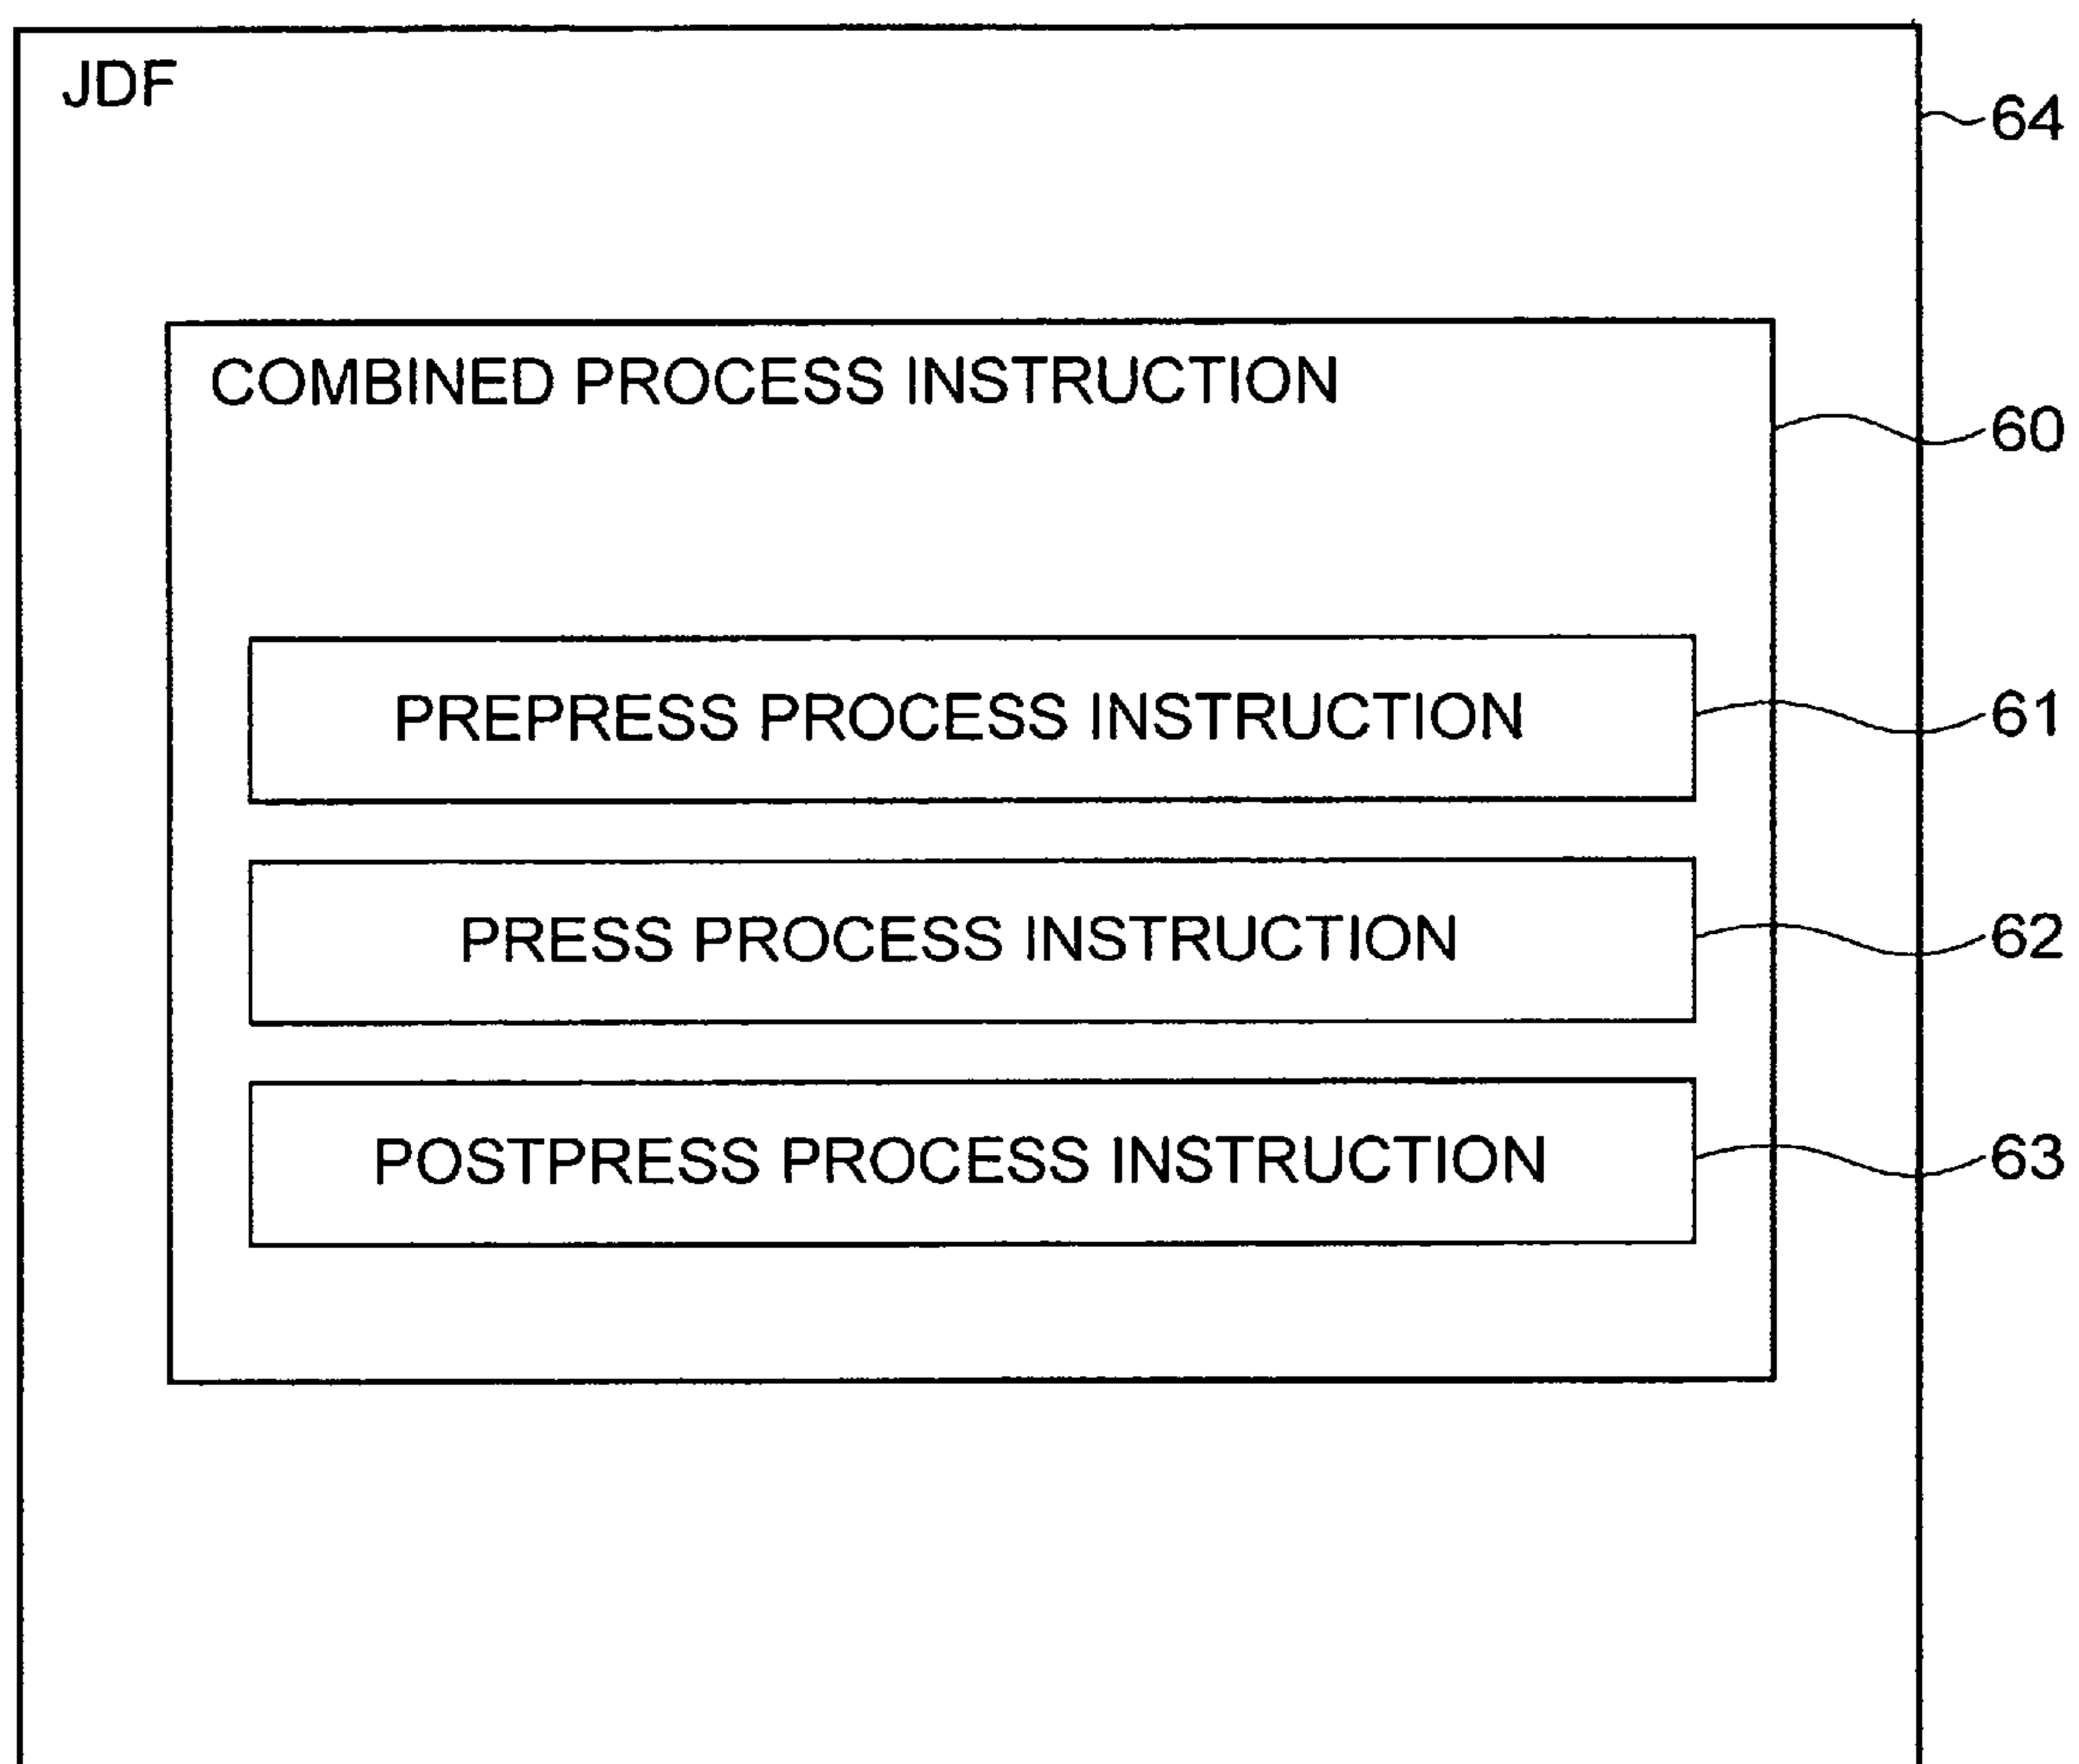 JDF
64
COMBINED PROCESS INSTRUCTION
60
PREPRESS PROCESS INSTRUCTION
61
PRESS PROCESS INSTRUCTION
62
POSTPRESS PROCESS INSTRUCTION
63